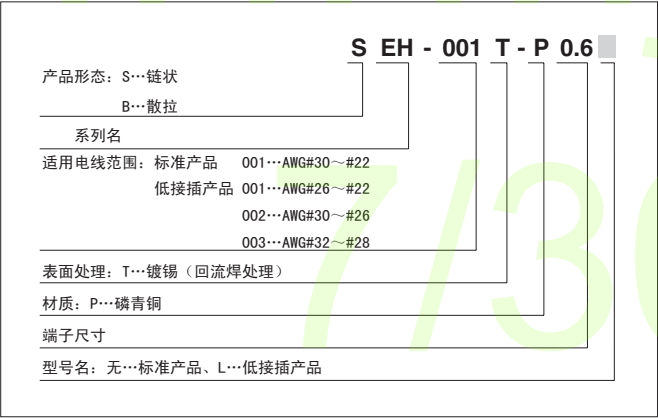 S EH - 001 T - P 0.6
产品形态: S…链状
B…散拉
系列名
适用电线范围: 标准产品 001…AWG#30～#22
低接插产品 001…AWG#26～#22
002…AWG#30～#26
003…AWG#32～#28
表面处理: T…镀锡（回流焊处理）
材质: P…磷青铜
端子尺寸
型号名: 无…标准产品、L…低接插产品
7/30